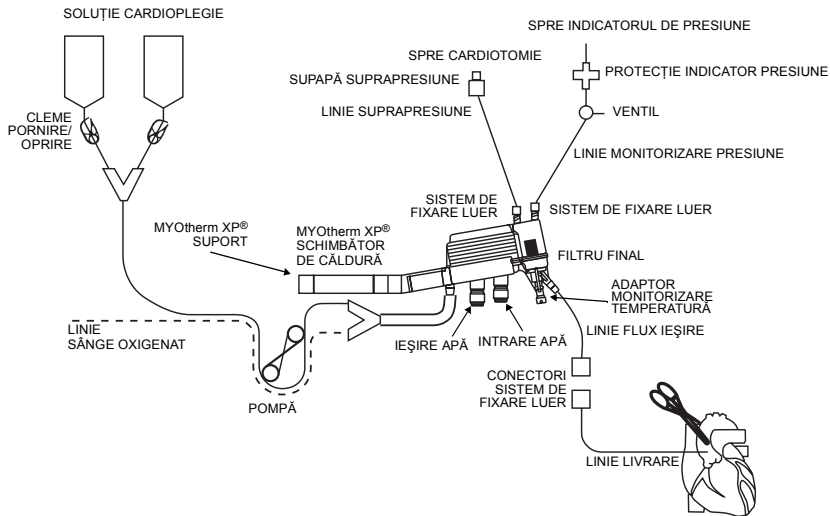 SOLUȚIE CARDIOPLEGIE
SPRE INDICATORUL DE PRESIUNE
SPRE CARDIOTOMIE
SUPAPĂ SUPRAPRESIUNE
PROTECȚIE INDICATOR PRESIUNE
LINIE SUPRAPRESIUNE
VENTIL
CLEME
PORNIRE/
OPRIRE
LINIE MONITORIZARE PRESIUNE
SISTEM DE
FIXARE LUER
SISTEM DE FIXARE LUER
MYOtherm XP®
SUPORT
MYOtherm XP®
SCHIMBĂTOR
DE CĂLDURĂ
FILTRU FINAL
ADAPTOR
MONITORIZARE
TEMPERATURĂ
LINIE
SÂNGE OXIGENAT
IEŞIRE APĂ
INTRARE APĂ
LINIE FLUX IEŞIRE
CONECTORI
SISTEM DE
FIXARE LUER
POMPĂ
LINIE LIVRARE